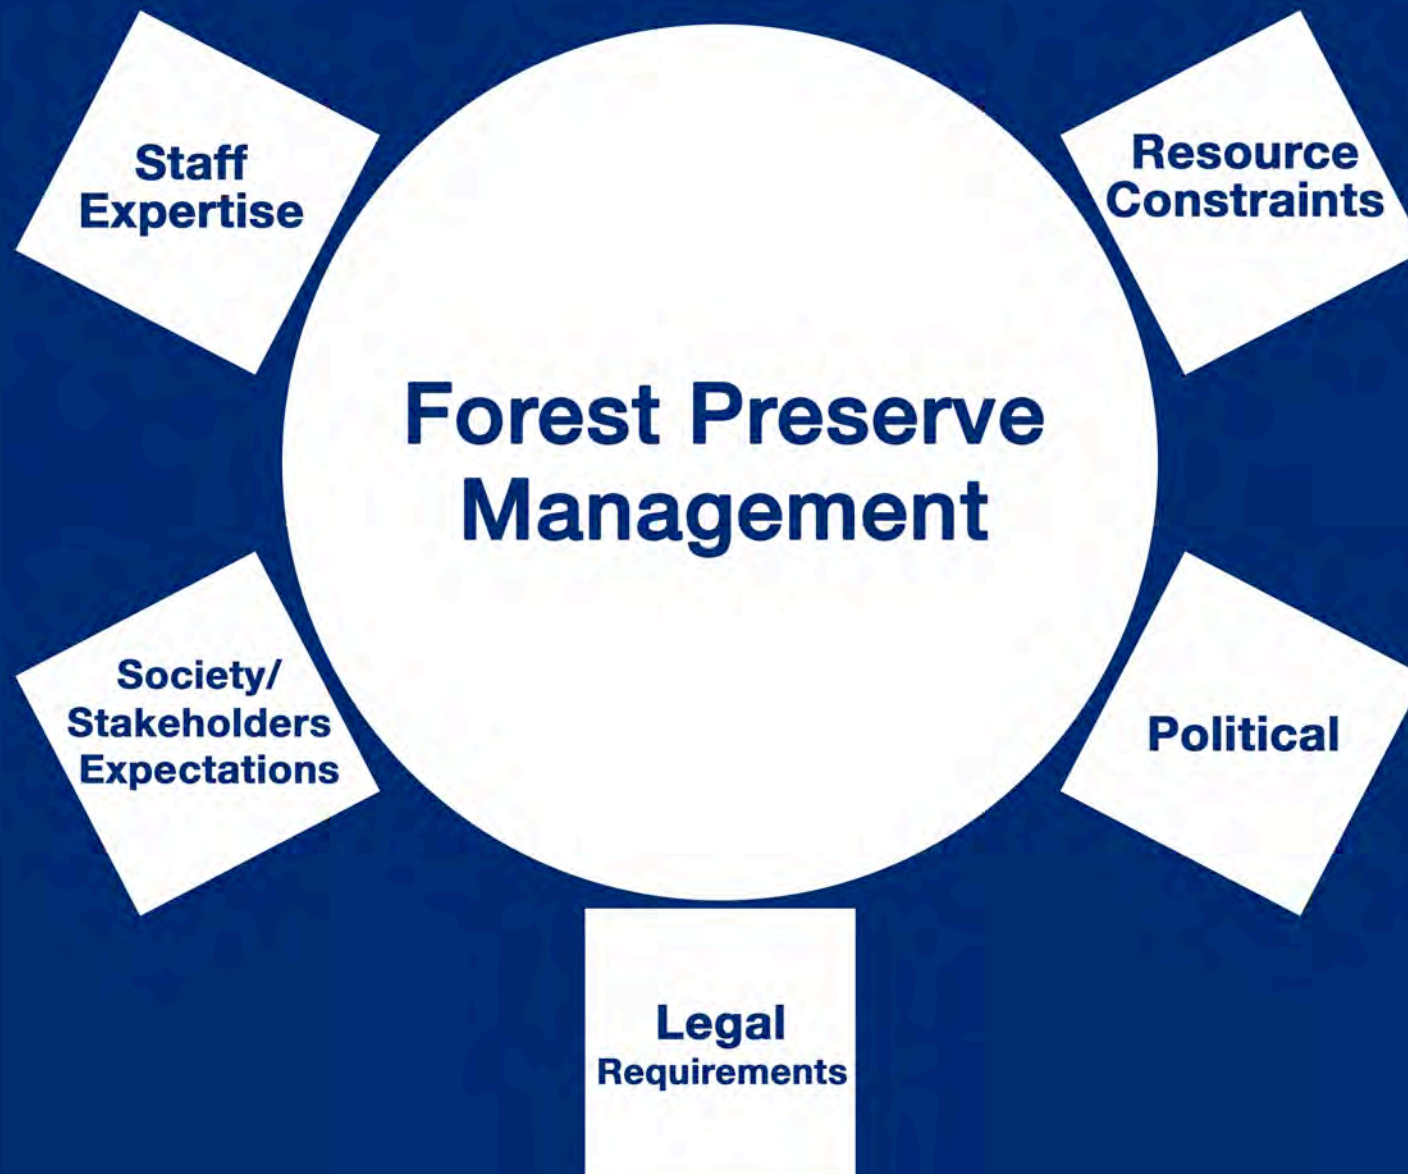 Staff
Expertise
Resource
Constraints
Forest Preserve
Management
Society/
Stakeholders
Expectations
Political
Legal
Requirements